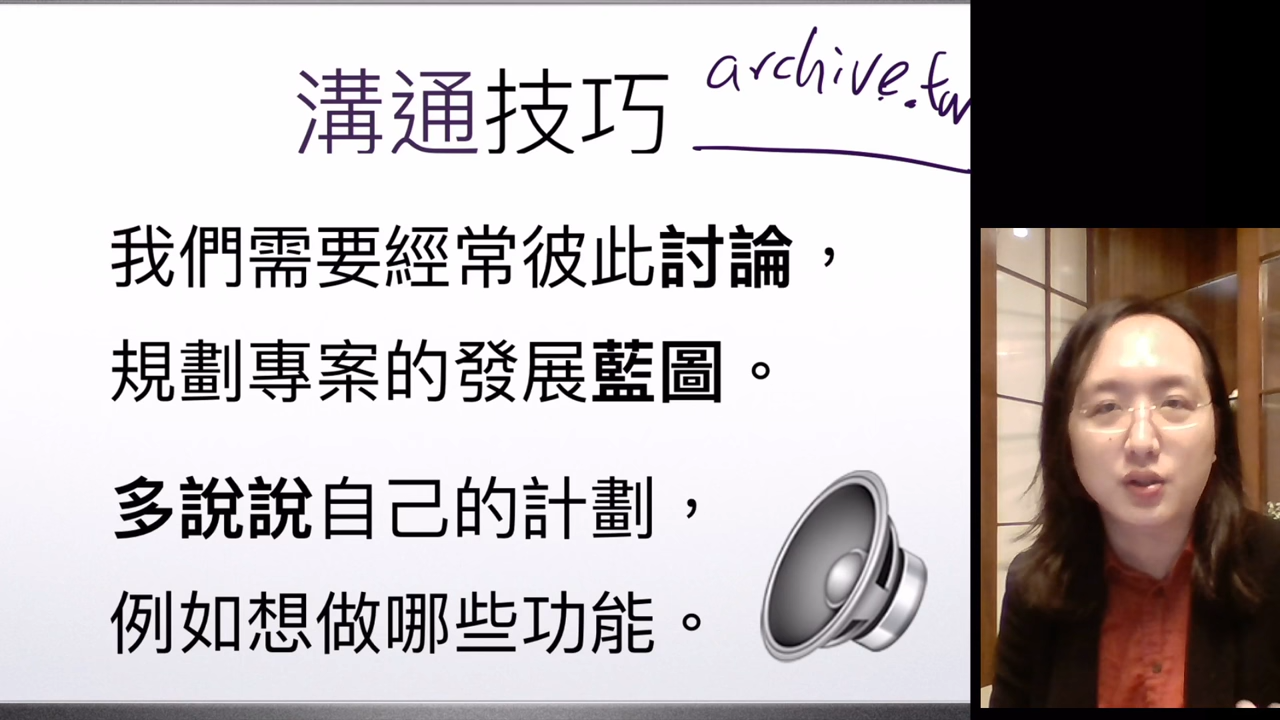 溝通技巧 archive.tw
我們需要經常彼此討論，
規劃專案的發展藍圖。
多說說自己的計劃，
例如想做哪些功能。